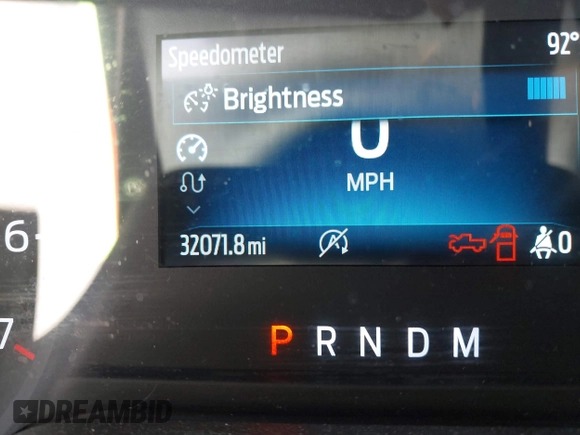 Speedometer 92°
Brightness
0
MPH
6
32071.8 mi A 0
7
P R N D M
DREAMBID